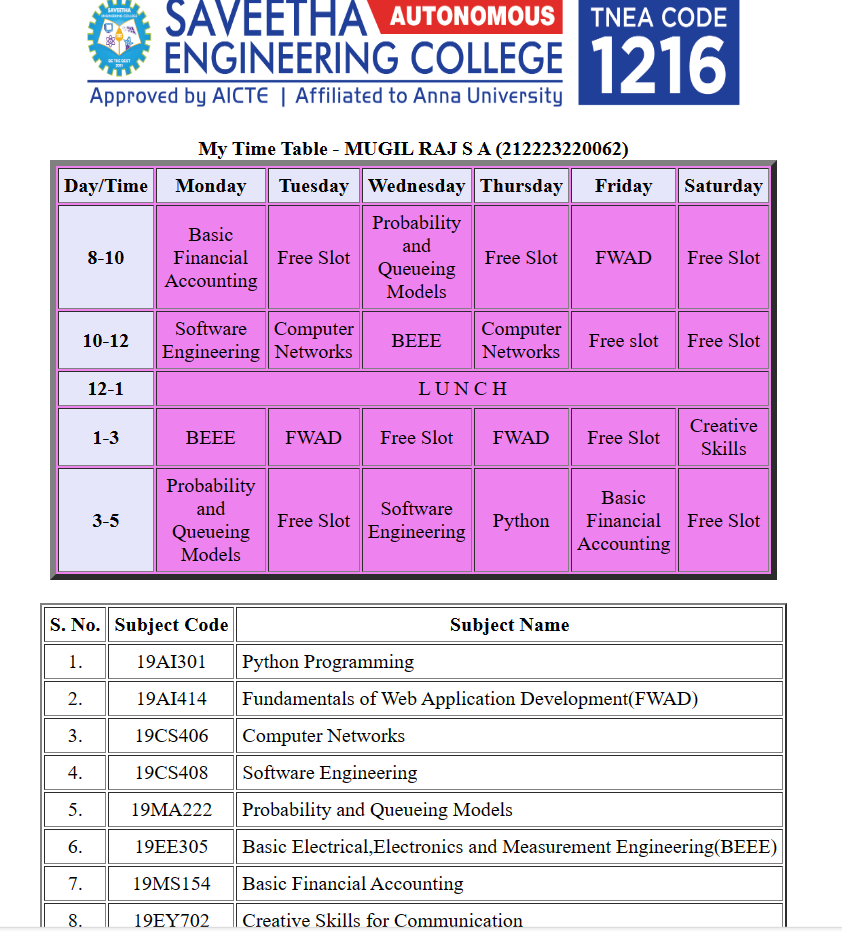 SAVEETHA
ENGINEERING COLLEGE
SAVEETHA AUTONOMOUS
ENGINEERING COLLEGE
Approved by AICTE | Affiliated to Anna University
TNEA CODE
1216
My Time Table - MUGIL RAJ S A (212223220062)
Day/Time Monday Tuesday Wednesday Thursday Friday Saturday
8-10 Basic Financial Accounting Free Slot Probability and Queueing Models Free Slot FWAD Free Slot
10-12 Software Engineering Computer Networks BEEE Computer Networks Free slot Free Slot
12-1 L U N C H
1-3 BEEE FWAD Free Slot FWAD Free Slot Creative Skills
3-5 Probability and Queueing Models Free Slot Software Engineering Python Basic Financial Accounting Free Slot
S. No. Subject Code Subject Name
1. 19AI301 Python Programming
2. 19AI414 Fundamentals of Web Application Development(FWAD)
3. 19CS406 Computer Networks
4. 19CS408 Software Engineering
5. 19MA222 Probability and Queueing Models
6. 19EE305 Basic Electrical,Electronics and Measurement Engineering(BEEE)
7. 19MS154 Basic Financial Accounting
8. 19EY702 Creative Skills for Communication